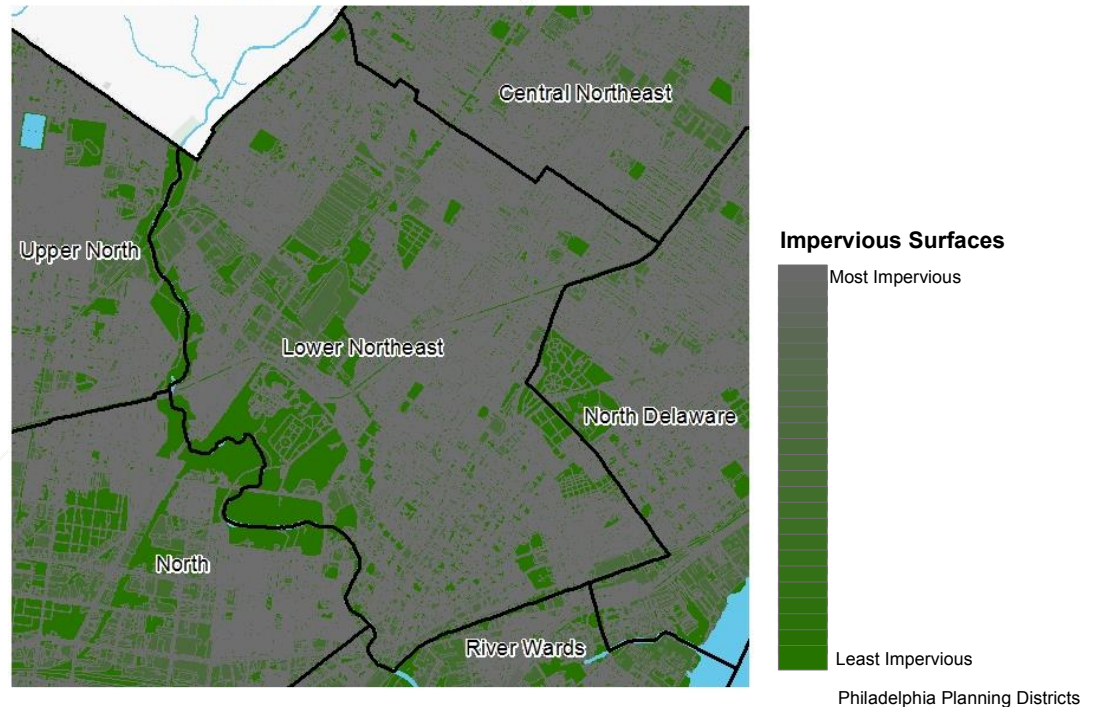 Central Northeast
Upper North
Impervious Surfaces
Most Impervious
Lower Northeast
North Delaware
North
River Wards
Least Impervious
Philadelphia Planning Districts